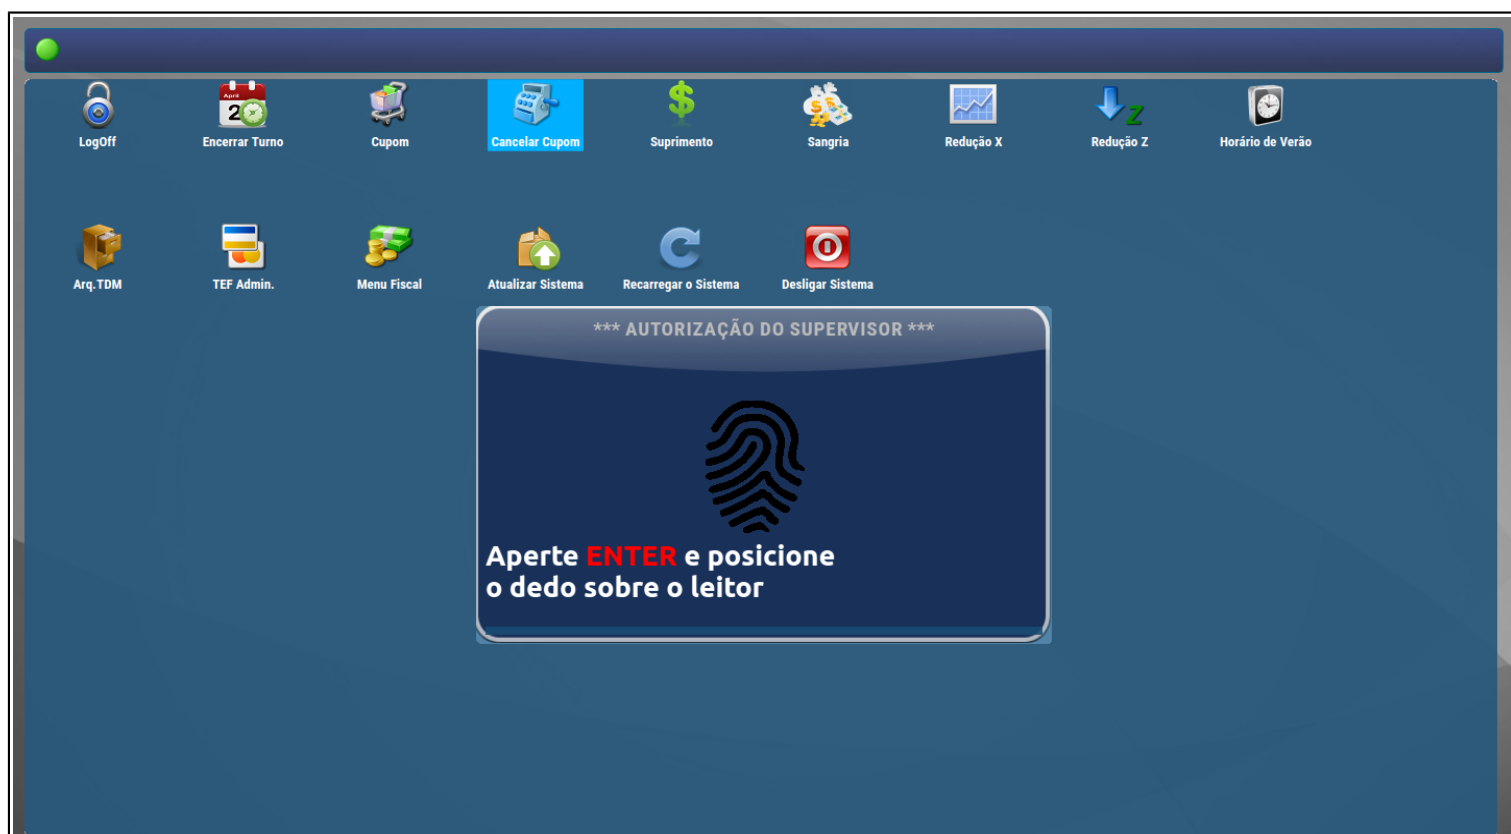 LogOff
Encerrar Turno
Cupom
Cancelar Cupom
Suprimento
Sangria
Redução X
Redução Z
Horário de Verão
Arq.TDM
TEF Admin.
Menu Fiscal
Atualizar Sistema
Recarregar o Sistema
Desligar Sistema
*** AUTORIZAÇÃO DO SUPERVISOR ***
Aperte ENTER e posicione
o dedo sobre o leitor